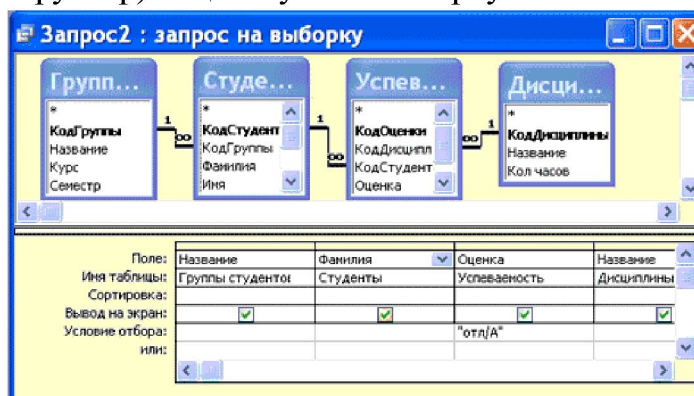 Запрос2 : запрос на выборку
Групп...
*
КодГруппы
Название
Курс
Семестр
1
∞
Студе...
*
КодСтудент
КодГруппы
Фамилия
Имя
1
∞
Успев...
*
КодОценки
КодДисципл
КодСтудент
Оценка
∞
1
Дисци...
*
КодДисциплины
Название
Кол часов
Поле: Название Фамилия Оценка Название
Имя таблицы: Группы студентов Студенты Успеваемость Дисциплины
Сортировка:
Вывод на экран:
Условие отбора: "отл/А"
или: